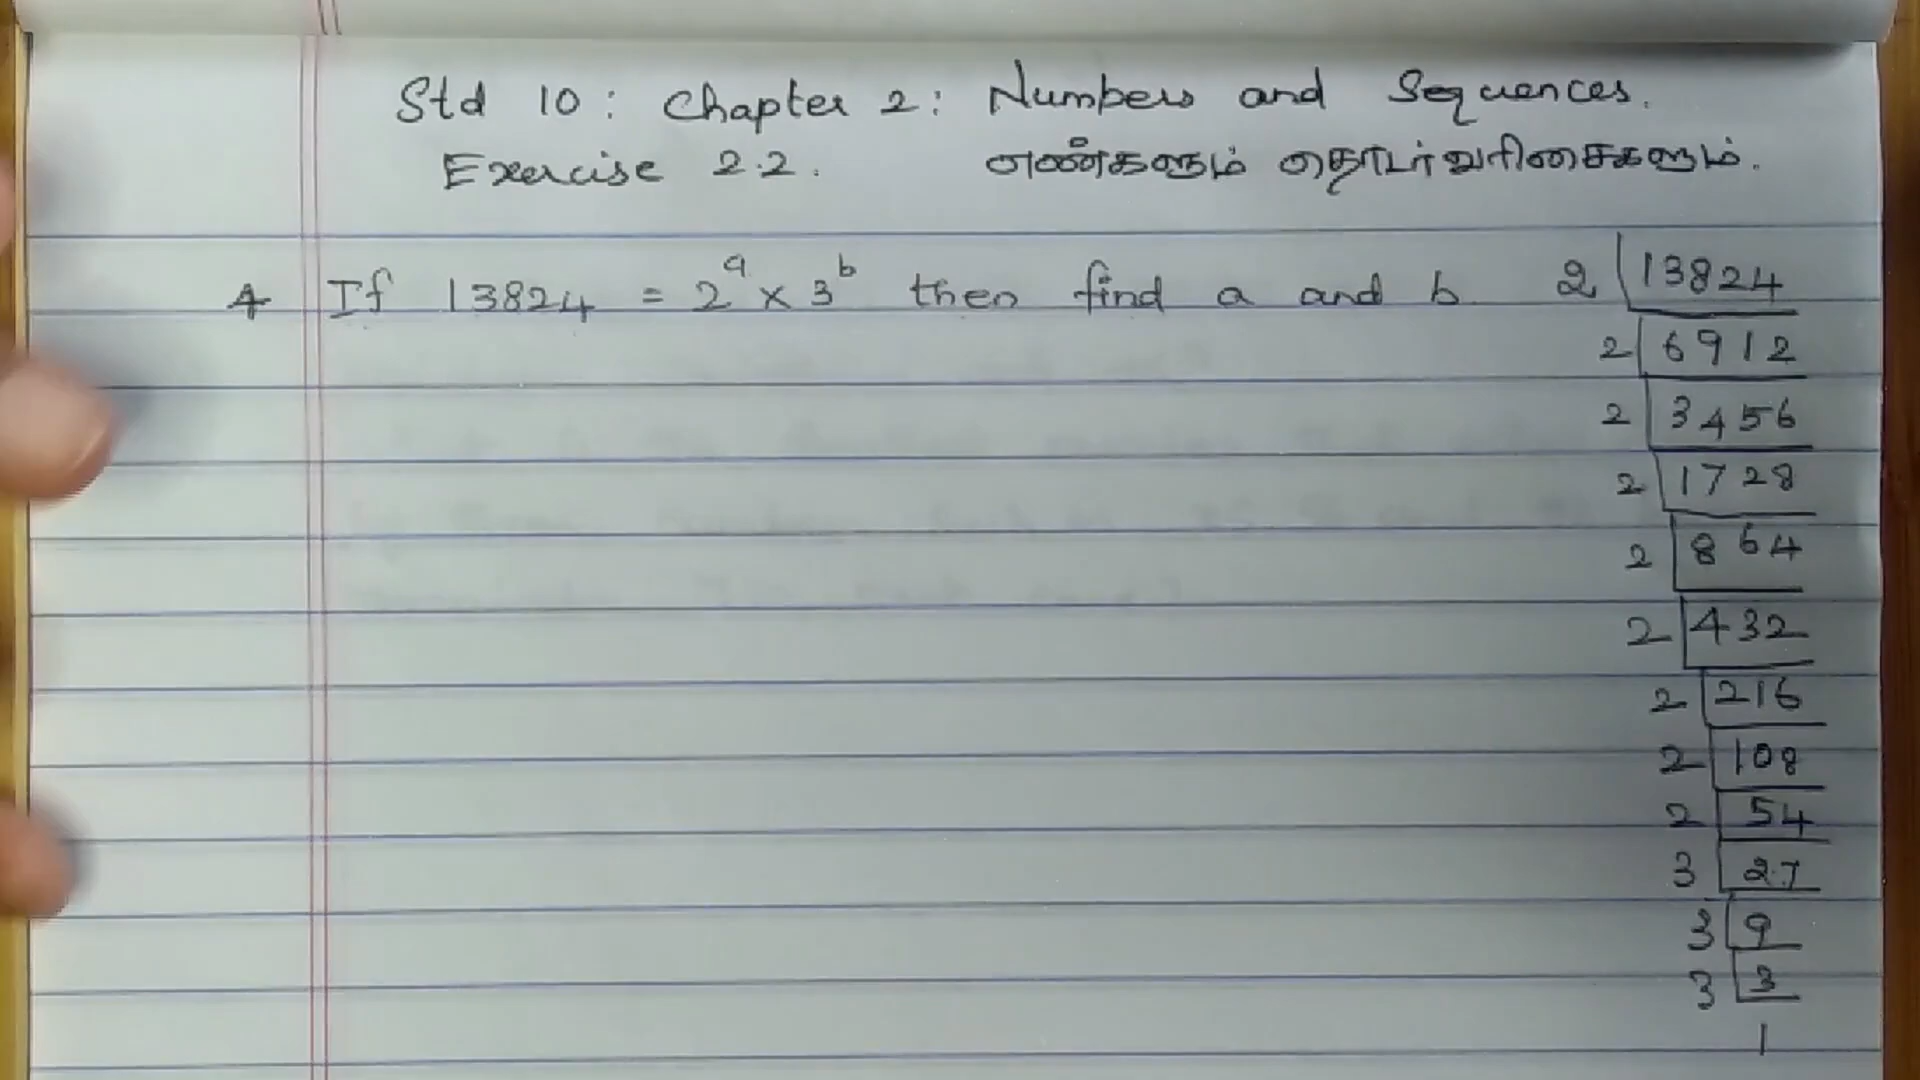 Std 10 : Chapter 2 : Numbers and Sequences.
Exercise 2.2. எண்களும் தொடர்வரிசைகளும்.
4 If 13824 = 2^a × 3^b then find a and b
2 | 13824
2 | 6912
2 | 3456
2 | 1728
2 | 864
2 | 432
2 | 216
2 | 108
2 | 54
3 | 27
3 | 9
3 | 3
1